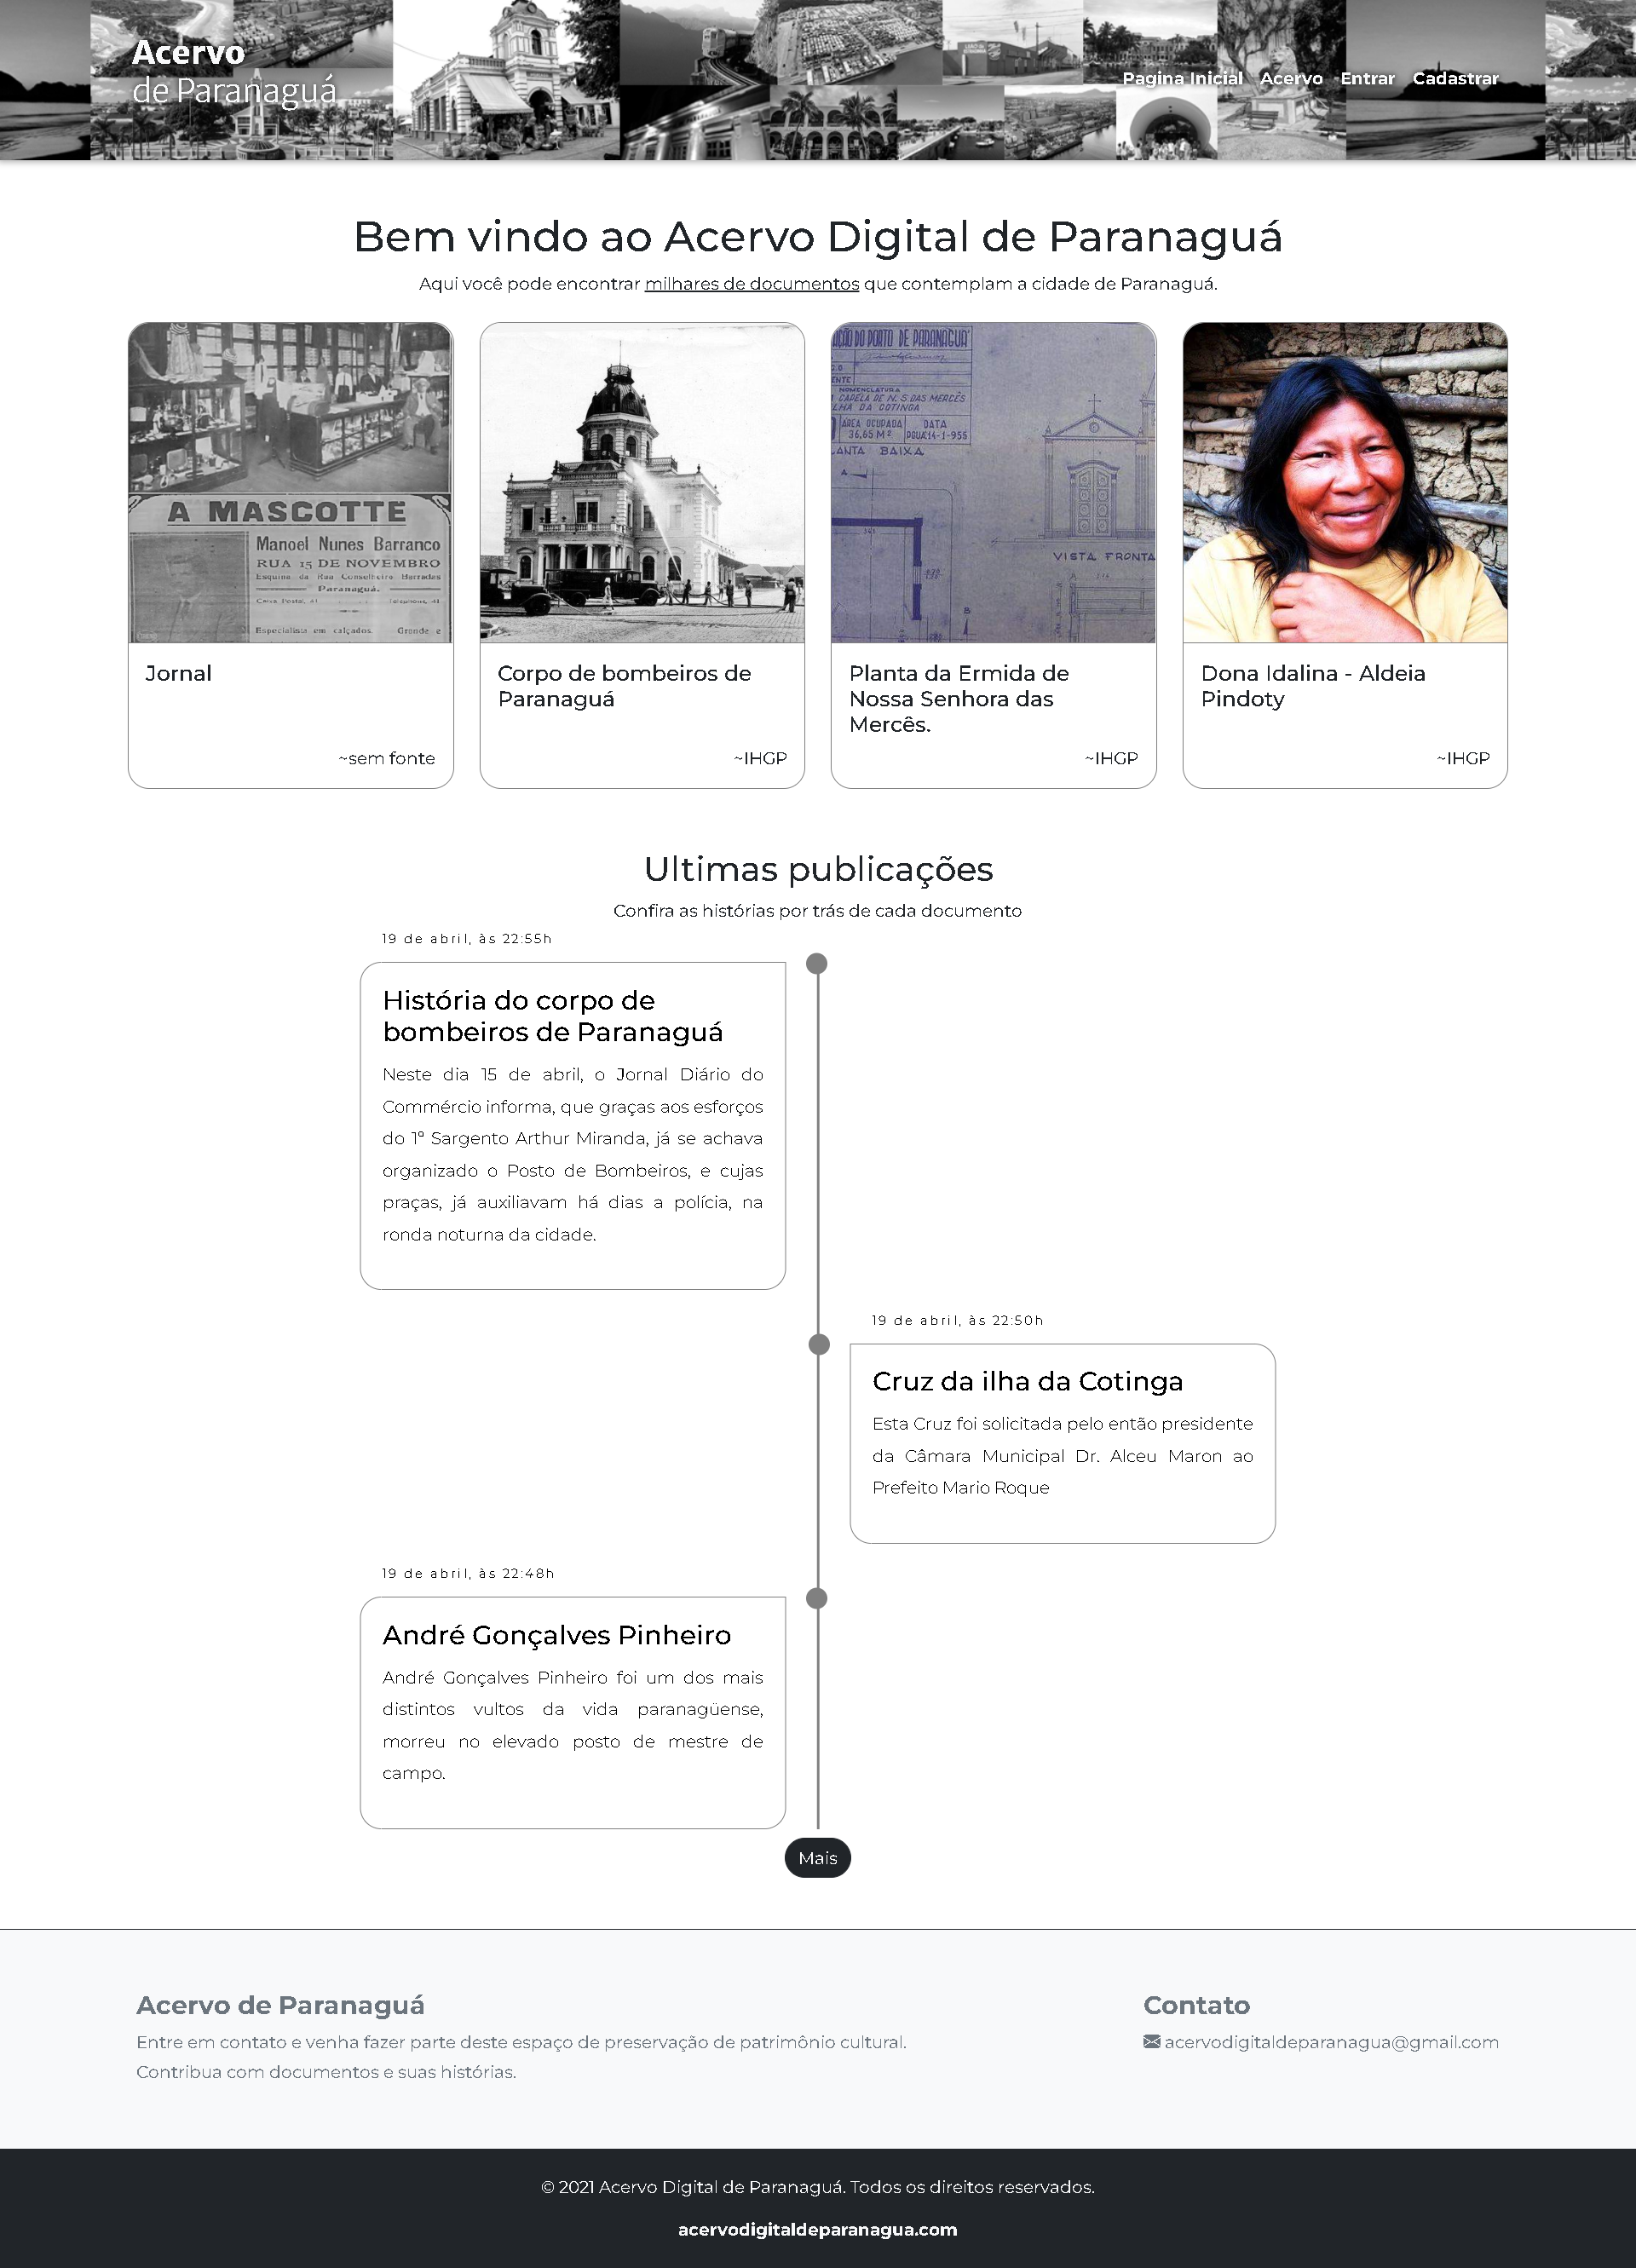 Acervo
de Paranaguá
Pagina Inicial Acervo Entrar Cadastrar
Bem vindo ao Acervo Digital de Paranaguá
Aqui você pode encontrar milhares de documentos que contemplam a cidade de Paranaguá.
A MASCOTTE
Manoel Nunes Barranco
RUA 15 DE NOVEMBRO
Esquina da Rua Conselheiro Barradas
Paranaguá.
Caixa Postal, 41 Telephone, 41
Especialista em calçados. Grande e
Jornal
~sem fonte
Corpo de bombeiros de
Paranaguá
~IHGP
AÇÃO DO PORTO DE PARANAGUÁ
NOMENCLATURA
CAPELA DE N. S. DAS MERCÊS
ILHA DA COTINGA
ÁREA OCUPADA DATA
36,65 M² PGUÁ 14-1-956
LANTA BAIXA
A
VISTA FRONTA
B
Planta da Ermida de
Nossa Senhora das
Mercês.
~IHGP
Dona Idalina - Aldeia
Pindoty
~IHGP
Ultimas publicações
Confira as histórias por trás de cada documento
19 de abril, às 22:55h
História do corpo de
bombeiros de Paranaguá
Neste dia 15 de abril, o Jornal Diário do
Commércio informa, que graças aos esforços
do 1º Sargento Arthur Miranda, já se achava
organizado o Posto de Bombeiros, e cujas
praças, já auxiliavam há dias a polícia, na
ronda noturna da cidade.
19 de abril, às 22:50h
Cruz da ilha da Cotinga
Esta Cruz foi solicitada pelo então presidente
da Câmara Municipal Dr. Alceu Maron ao
Prefeito Mario Roque
19 de abril, às 22:48h
André Gonçalves Pinheiro
André Gonçalves Pinheiro foi um dos mais
distintos vultos da vida paranagüense,
morreu no elevado posto de mestre de
campo.
Mais
Acervo de Paranaguá
Entre em contato e venha fazer parte deste espaço de preservação de patrimônio cultural.
Contribua com documentos e suas histórias.
Contato
acervodigitaldeparanagua@gmail.com
© 2021 Acervo Digital de Paranaguá. Todos os direitos reservados.
acervodigitaldeparanagua.com